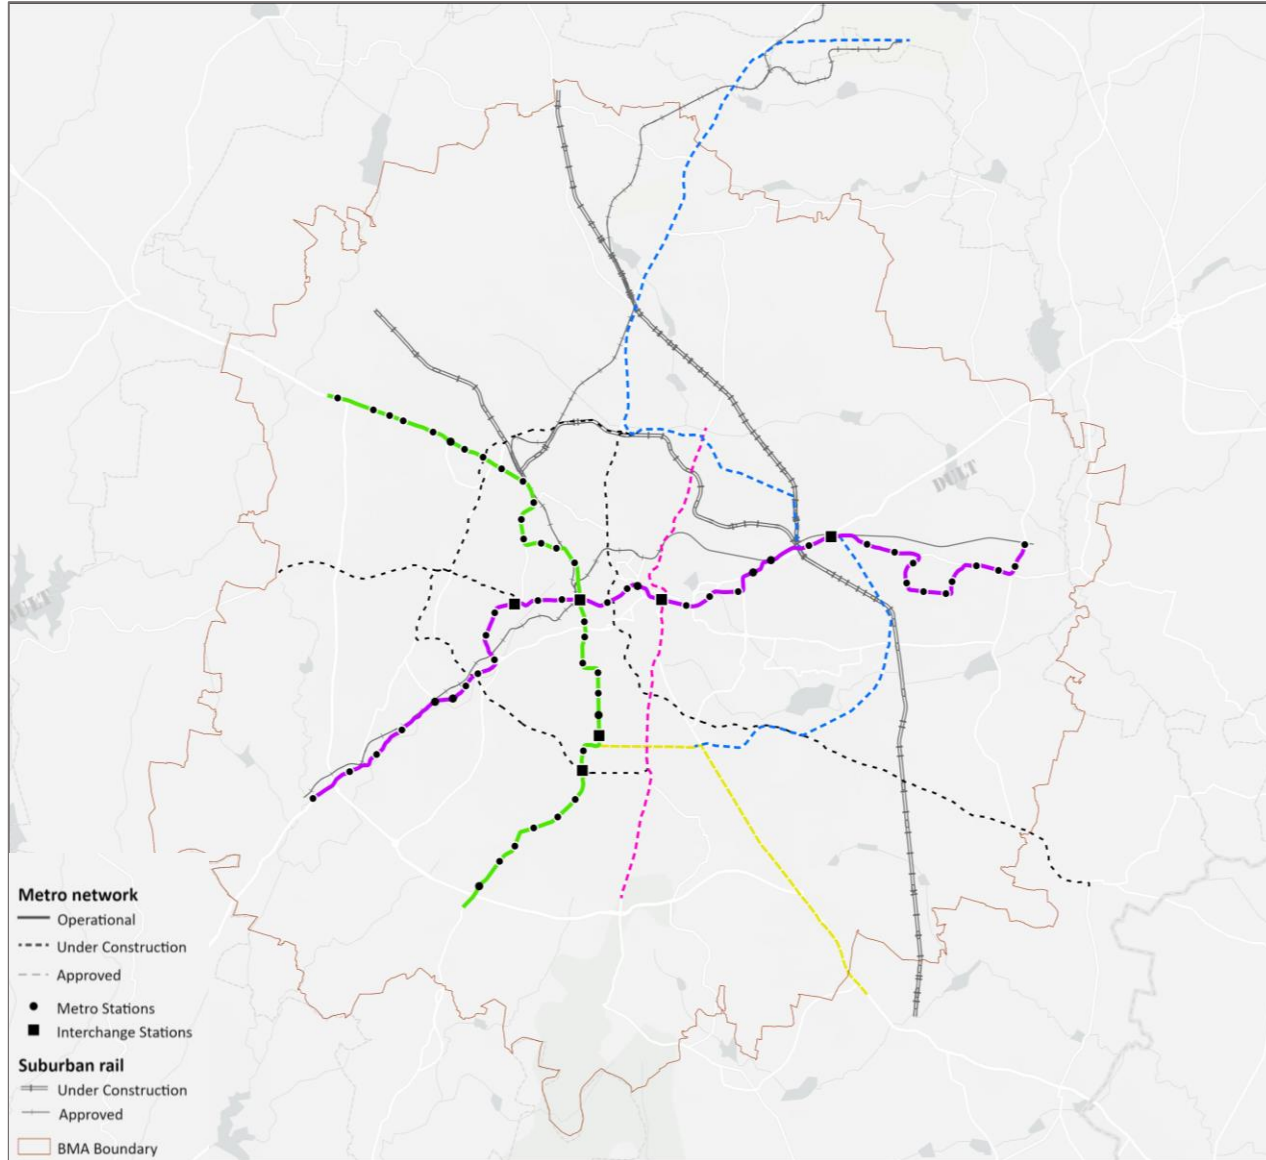 DULT
DULT
Metro network
Operational
Under Construction
Approved
Metro Stations
Interchange Stations
Suburban rail
Under Construction
Approved
BMA Boundary